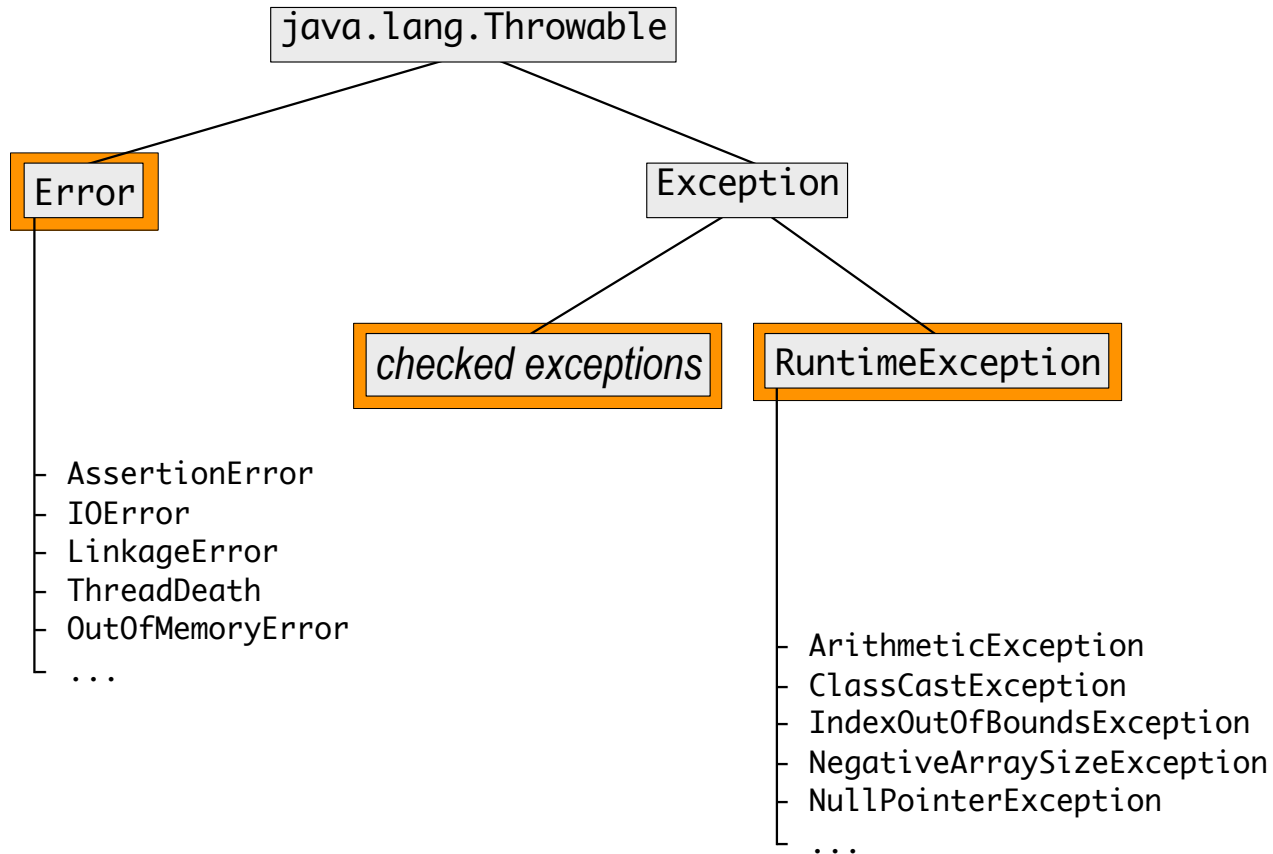 java.lang.Throwable
Error
Exception
checked exceptions
RuntimeException
- AssertionError
- IOError
- LinkageError
- ThreadDeath
- OutOfMemoryError
- ...
- ArithmeticException
- ClassCastException
- IndexOutOfBoundsException
- NegativeArraySizeException
- NullPointerException
- ...